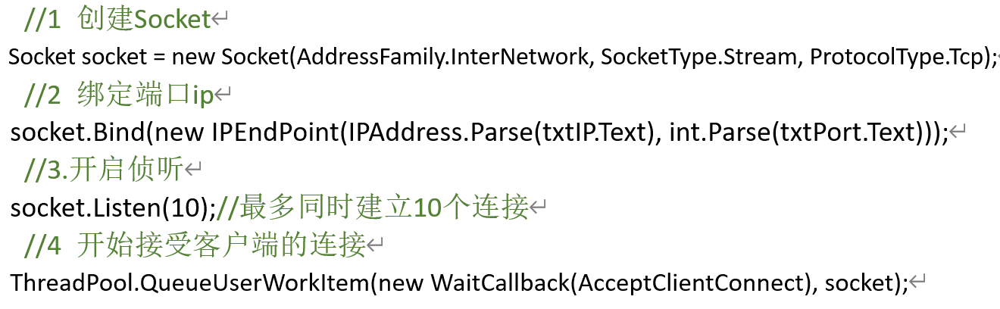 //1 创建Socket
Socket socket = new Socket(AddressFamily.InterNetwork, SocketType.Stream, ProtocolType.Tcp);
//2 绑定端口ip
socket.Bind(new IPEndPoint(IPAddress.Parse(txtIP.Text), int.Parse(txtPort.Text)));
//3.开启侦听
socket.Listen(10);//最多同时建立10个连接
//4 开始接受客户端的连接
ThreadPool.QueueUserWorkItem(new WaitCallback(AcceptClientConnect), socket);